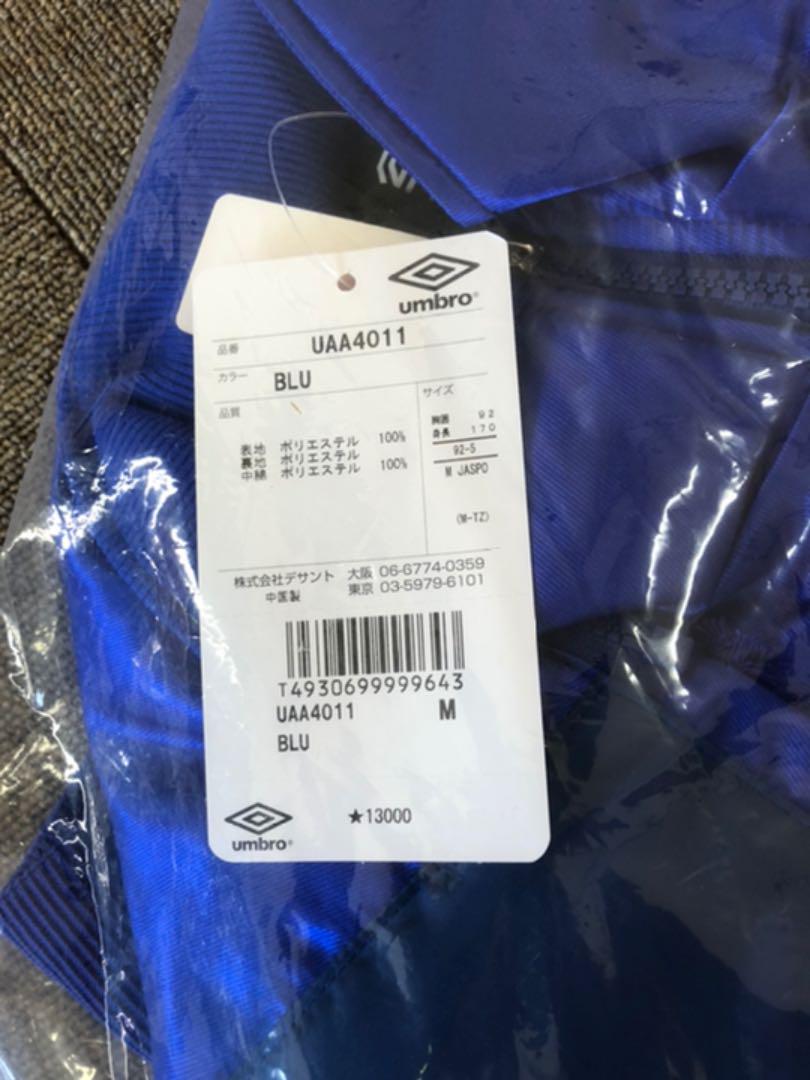 umbro®
品番 UAA4011
カラー BLU
品質
サイズ
胸囲 92
身長 170
92-5
M JASPO
(M-TZ)
表地 ポリエステル 100%
裏地 ポリエステル
中綿 ポリエステル 100%
株式会社デサント 大阪 06-6774-0359
中国製 東京 03-5979-6101
T4930699999643
UAA4011 M
BLU
umbro® ★13000